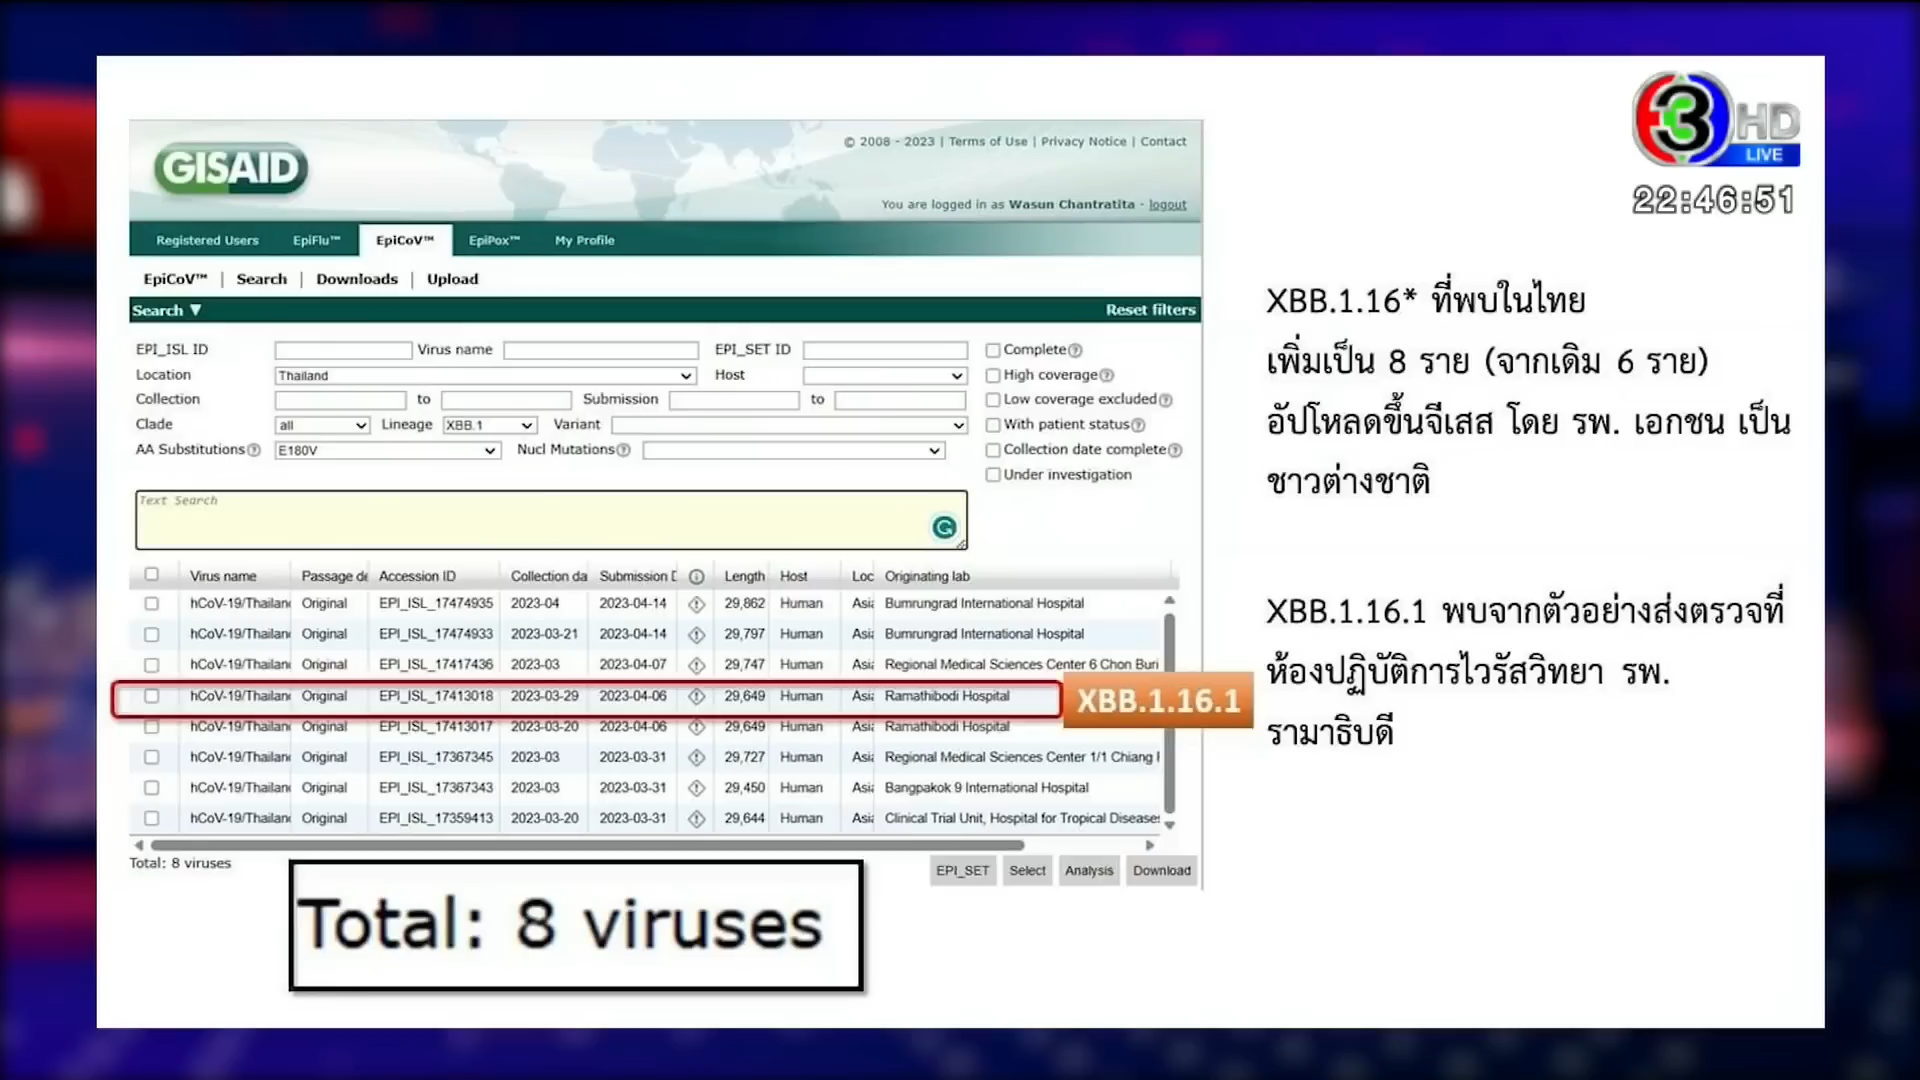 3 HD
LIVE
22:46:51
GISAID
© 2008 - 2023 | Terms of Use | Privacy Notice | Contact
You are logged in as Wasun Chantratita - logout
Registered Users EpiFlu™ EpiCoV™ EpiPox™ My Profile
EpiCoV™ | Search | Downloads | Upload
Search ▼ Reset filters
EPI_ISL ID Virus name EPI_SET ID Complete
Location Thailand Host High coverage
Collection to Submission to Low coverage excluded
Clade all Lineage XBB.1 Variant With patient status
AA Substitutions E180V Nucl Mutations Collection date complete
Under investigation
Text Search
Virus name Passage de Accession ID Collection da Submission D Length Host Loc Originating lab
hCoV-19/Thailan Original EPI_ISL_17474935 2023-04 2023-04-14 29,862 Human Asia Bumrungrad International Hospital
hCoV-19/Thailan Original EPI_ISL_17474933 2023-03-21 2023-04-14 29,797 Human Asia Bumrungrad International Hospital
hCoV-19/Thailan Original EPI_ISL_17417436 2023-03 2023-04-07 29,747 Human Asia Regional Medical Sciences Center 6 Chon Buri
hCoV-19/Thailan Original EPI_ISL_17413018 2023-03-29 2023-04-06 29,649 Human Asia Ramathibodi Hospital XBB.1.16.1
hCoV-19/Thailan Original EPI_ISL_17413017 2023-03-20 2023-04-06 29,649 Human Asia Ramathibodi Hospital
hCoV-19/Thailan Original EPI_ISL_17367345 2023-03 2023-03-31 29,727 Human Asia Regional Medical Sciences Center 1/1 Chiang
hCoV-19/Thailan Original EPI_ISL_17367343 2023-03 2023-03-31 29,450 Human Asia Bangpakok 9 International Hospital
hCoV-19/Thailan Original EPI_ISL_17359413 2023-03-20 2023-03-31 29,644 Human Asia Clinical Trial Unit, Hospital for Tropical Diseases
Total: 8 viruses
EPI_SET Select Analysis Download
Total: 8 viruses
XBB.1.16* ที่พบในไทย
เพิ่มเป็น 8 ราย (จากเดิม 6 ราย)
อัปโหลดขึ้นจีเสส โดย รพ. เอกชน เป็น
ชาวต่างชาติ
XBB.1.16.1 พบจากตัวอย่างส่งตรวจที่
ห้องปฏิบัติการไวรัสวิทยา รพ.
รามาธิบดี